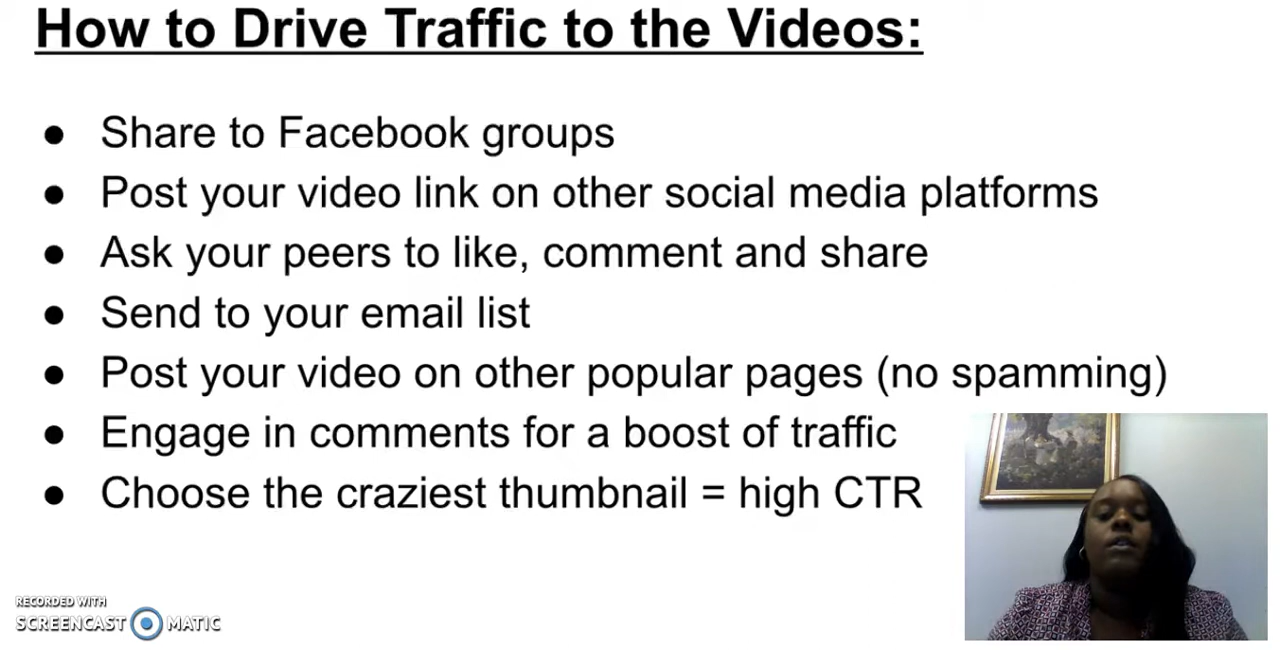 How to Drive Traffic to the Videos:
● Share to Facebook groups
● Post your video link on other social media platforms
● Ask your peers to like, comment and share
● Send to your email list
● Post your video on other popular pages (no spamming)
● Engage in comments for a boost of traffic
● Choose the craziest thumbnail = high CTR
RECORDED WITH
SCREENCAST MATIC